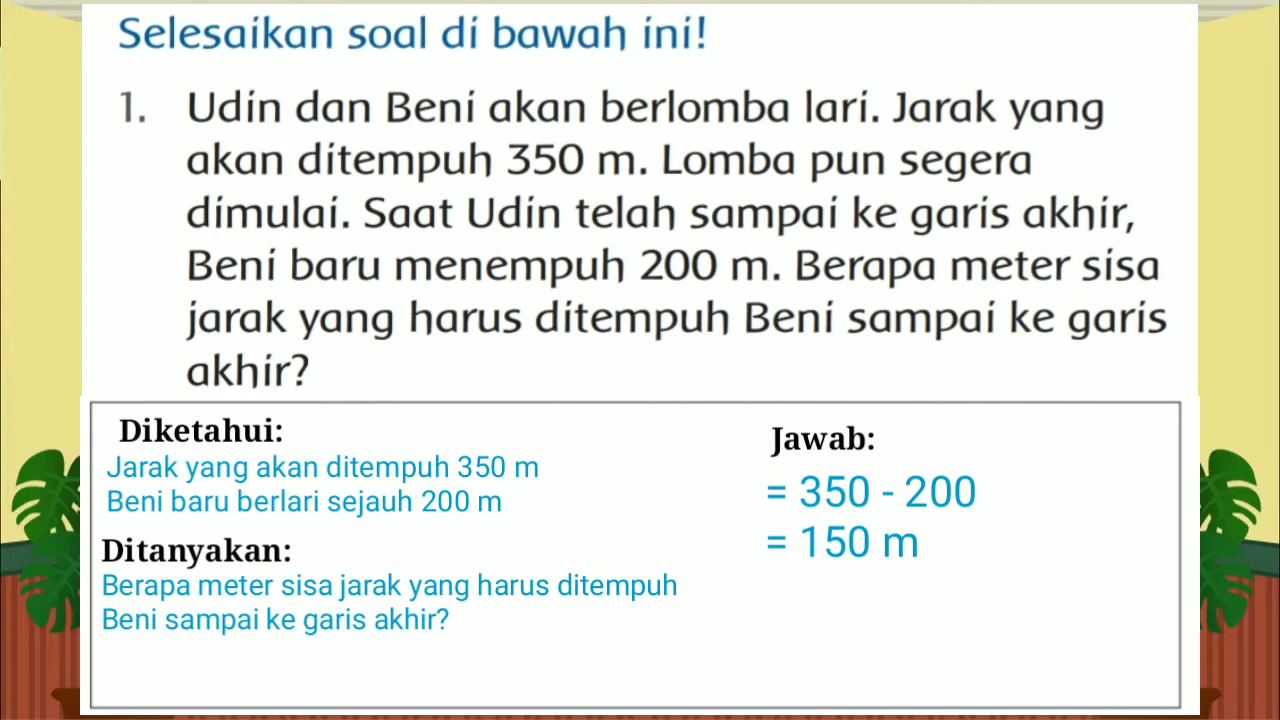 Selesaikan soal di bawah ini!
1. Udin dan Beni akan berlomba lari. Jarak yang
akan ditempuh 350 m. Lomba pun segera
dimulai. Saat Udin telah sampai ke garis akhir,
Beni baru menempuh 200 m. Berapa meter sisa
jarak yang harus ditempuh Beni sampai ke garis
akhir?
Diketahui:
Jarak yang akan ditempuh 350 m
Beni baru berlari sejauh 200 m
Ditanyakan:
Berapa meter sisa jarak yang harus ditempuh
Beni sampai ke garis akhir?
Jawab:
= 350 - 200
= 150 m